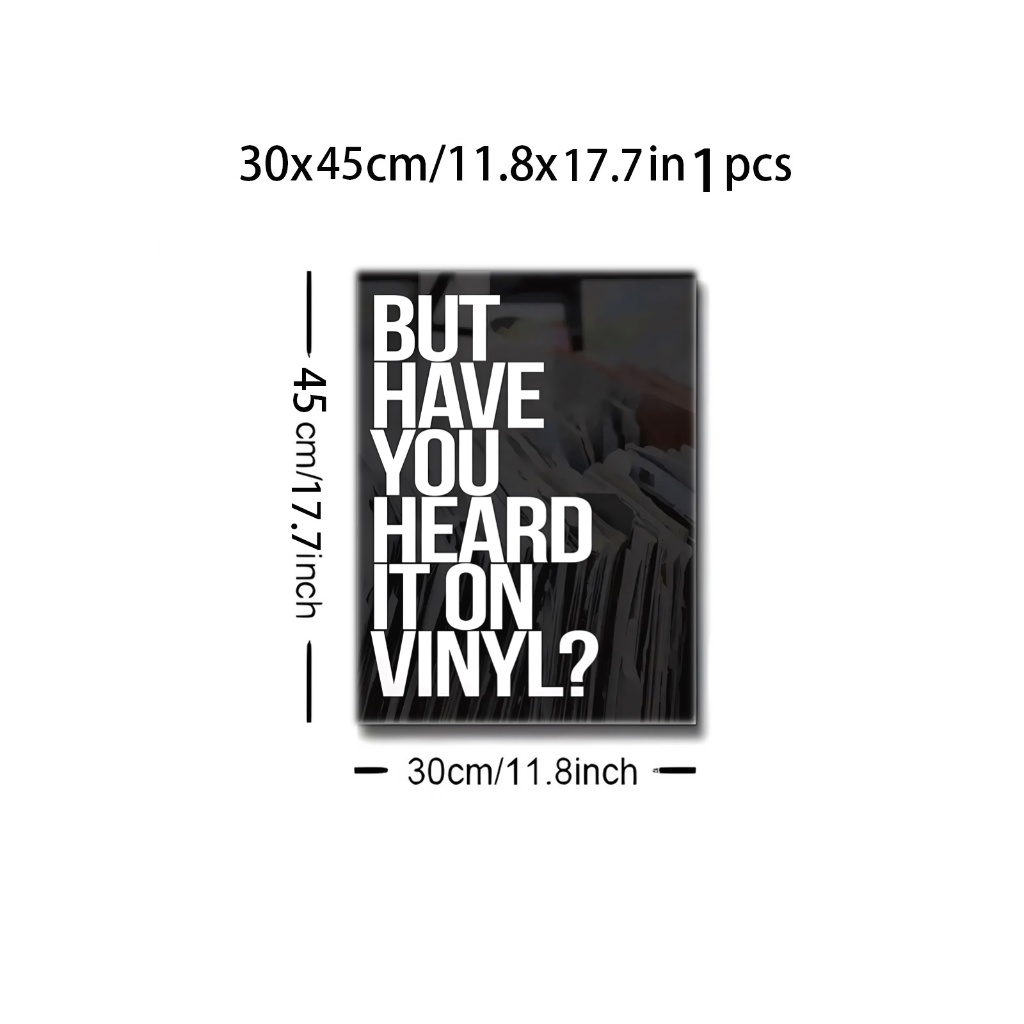 30x45cm/11.8x17.7in 1 pcs
BUT
HAVE
YOU
HEARD
IT ON
VINYL?
45 cm/17.7inch
30cm/11.8inch